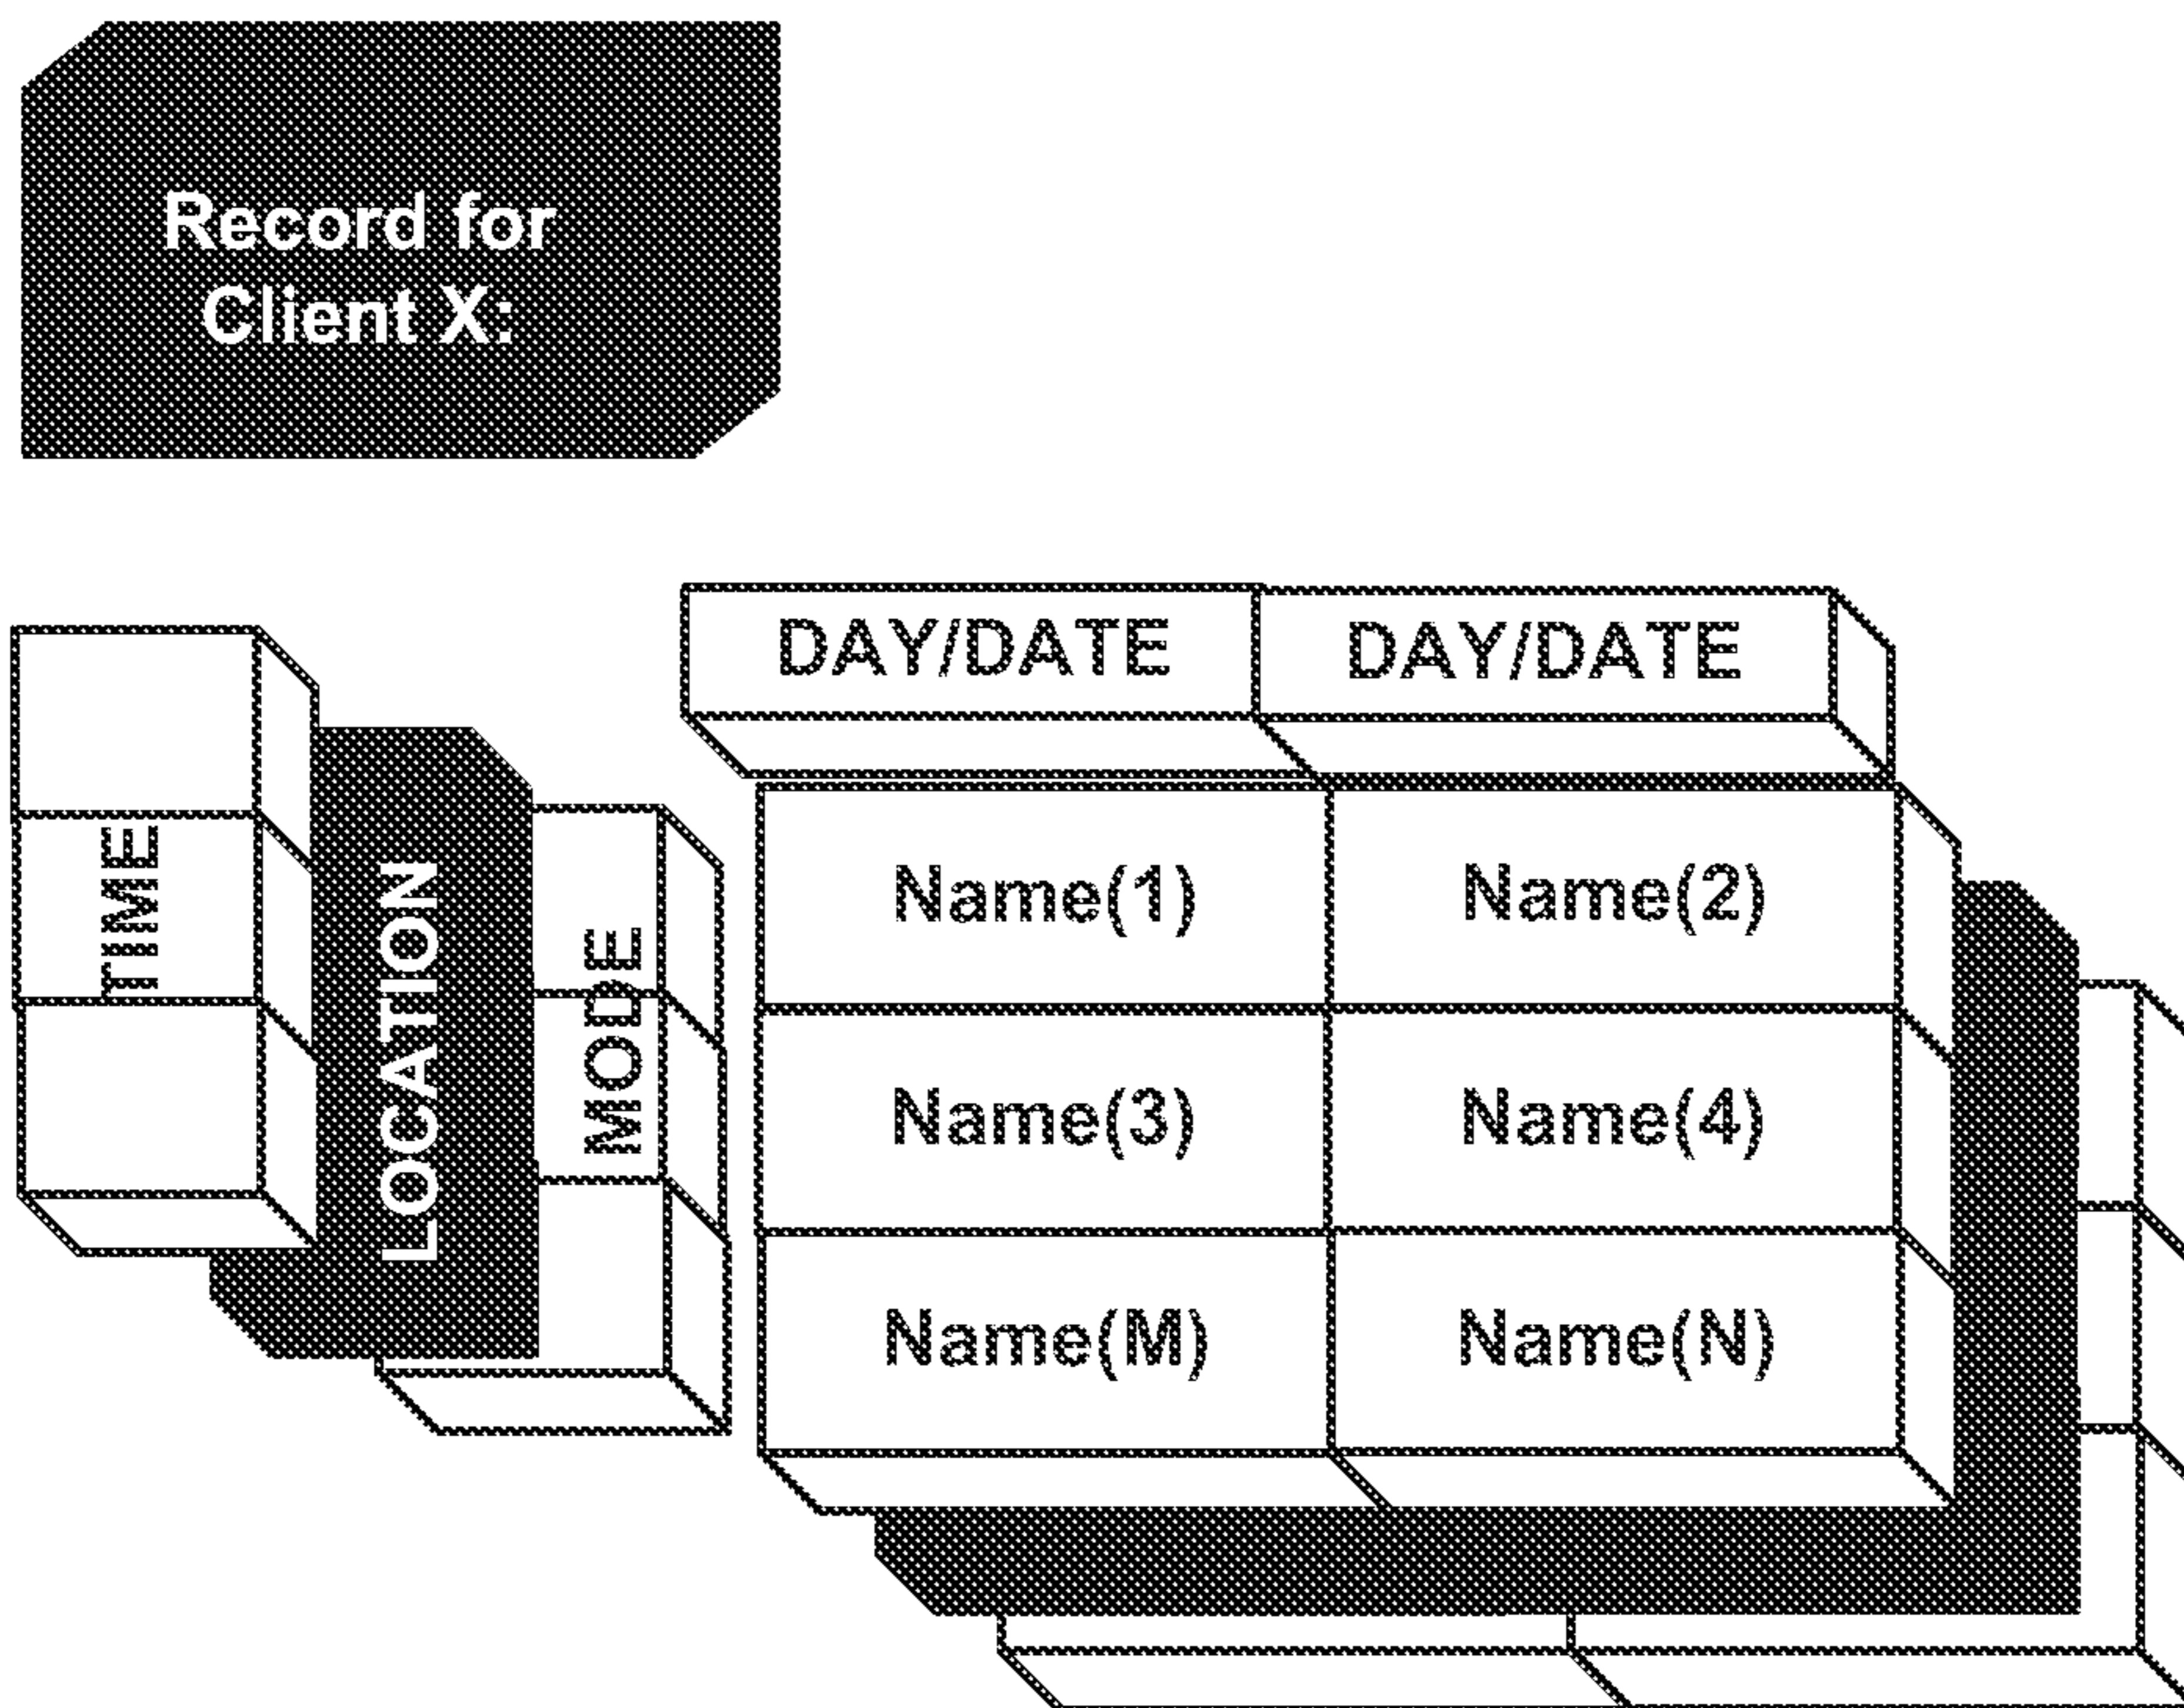 Record for
Client X:
DAY/DATE DAY/DATE
TIME
LOCATION
MODE
Name(1) Name(2)
Name(3) Name(4)
Name(M) Name(N)